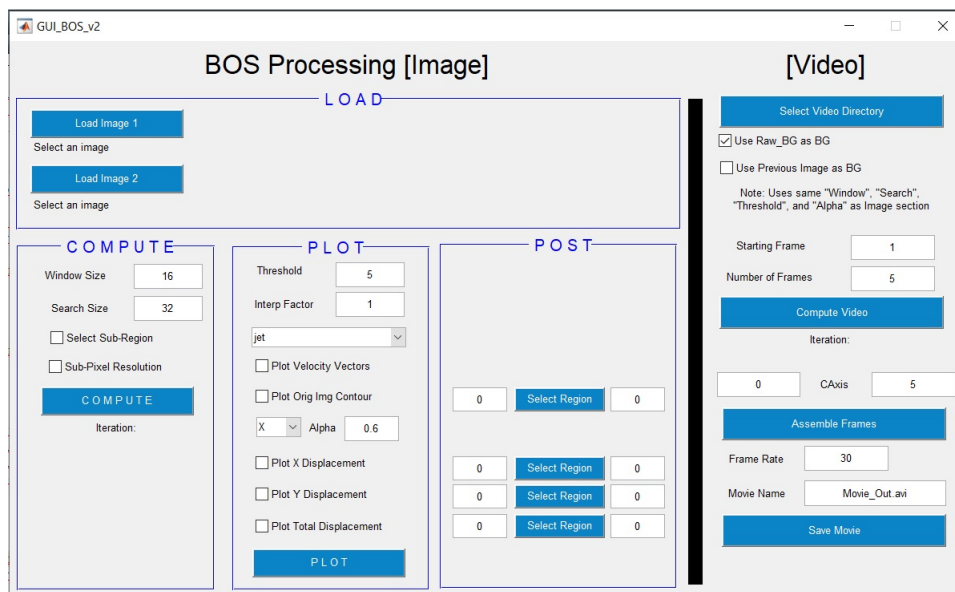 GUI_BOS_v2
BOS Processing [Image]
[Video]
LOAD
Load Image 1
Select an image
Load Image 2
Select an image
COMPUTE
Window Size 16
Search Size 32
Select Sub-Region
Sub-Pixel Resolution
COMPUTE
Iteration:
PLOT
Threshold 5
Interp Factor 1
jet
Plot Velocity Vectors
Plot Orig Img Contour
X Alpha 0.6
Plot X Displacement
Plot Y Displacement
Plot Total Displacement
PLOT
POST
0 Select Region 0
0 Select Region 0
0 Select Region 0
0 Select Region 0
Select Video Directory
Use Raw_BG as BG
Use Previous Image as BG
Note: Uses same "Window", "Search",
"Threshold", and "Alpha" as Image section
Starting Frame 1
Number of Frames 5
Compute Video
Iteration:
0 CAxis 5
Assemble Frames
Frame Rate 30
Movie Name Movie_Out.avi
Save Movie